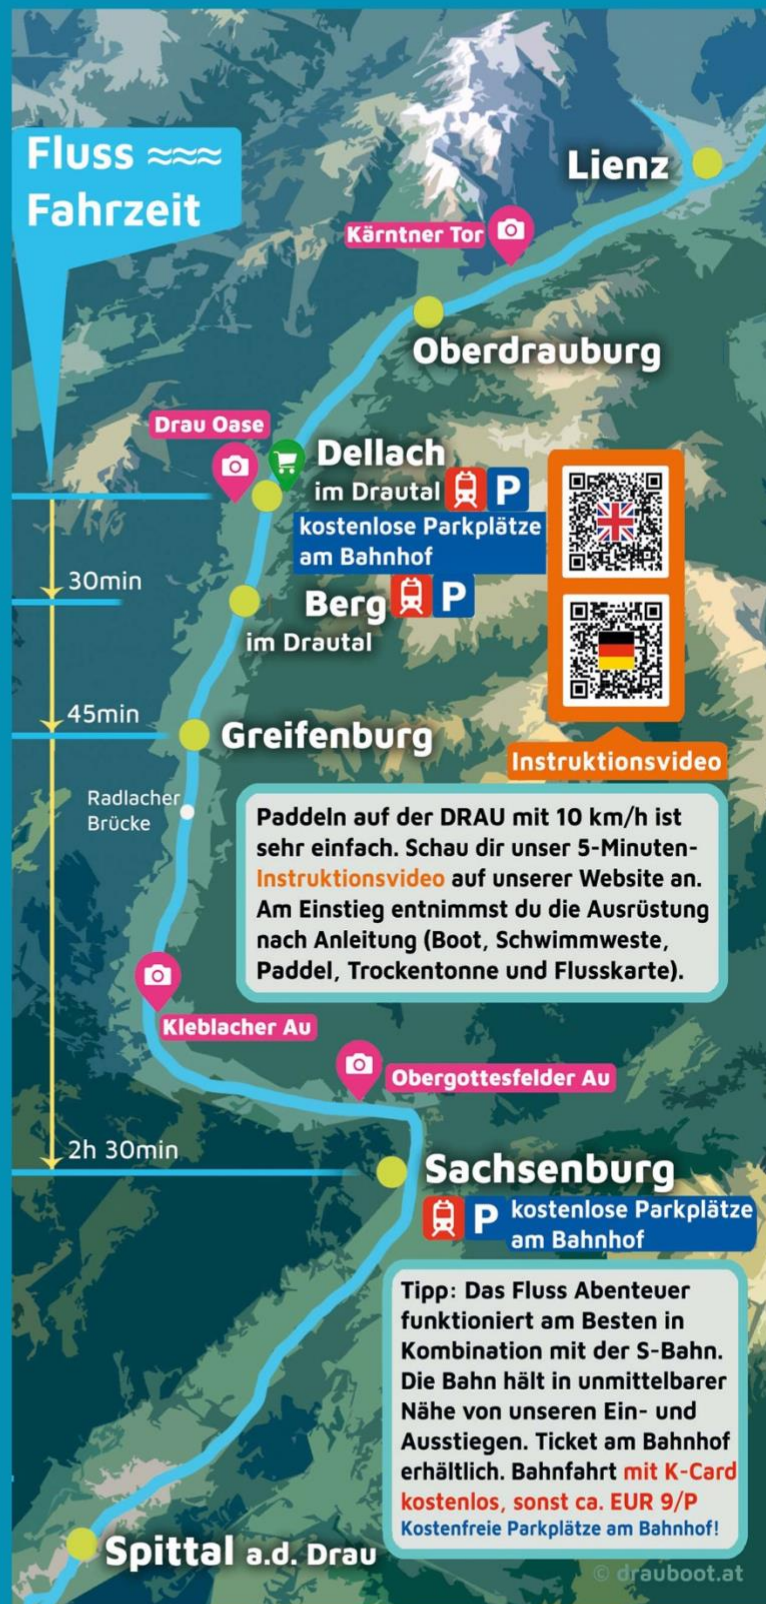 Fluss ≈≈≈
Fahrzeit
Lienz
Kärntner Tor
Oberdrauburg
Drau Oase
Dellach
im Drautal P
kostenlose Parkplätze
am Bahnhof
30min
Berg P
im Drautal
45min
Greifenburg
Instruktionsvideo
Radlacher
Brücke
Paddeln auf der DRAU mit 10 km/h ist
sehr einfach. Schau dir unser 5-Minuten-
Instruktionsvideo auf unserer Website an.
Am Einstieg entnimmst du die Ausrüstung
nach Anleitung (Boot, Schwimmweste,
Paddel, Trockentonne und Flusskarte).
Kleblacher Au
Obergottesfelder Au
2h 30min
Sachsenburg
P kostenlose Parkplätze
am Bahnhof
Tipp: Das Fluss Abenteuer
funktioniert am Besten in
Kombination mit der S-Bahn.
Die Bahn hält in unmittelbarer
Nähe von unseren Ein- und
Ausstiegen. Ticket am Bahnhof
erhältlich. Bahnfahrt mit K-Card
kostenlos, sonst ca. EUR 9/P
Kostenfreie Parkplätze am Bahnhof!
Spittal a.d. Drau
© drauboot.at